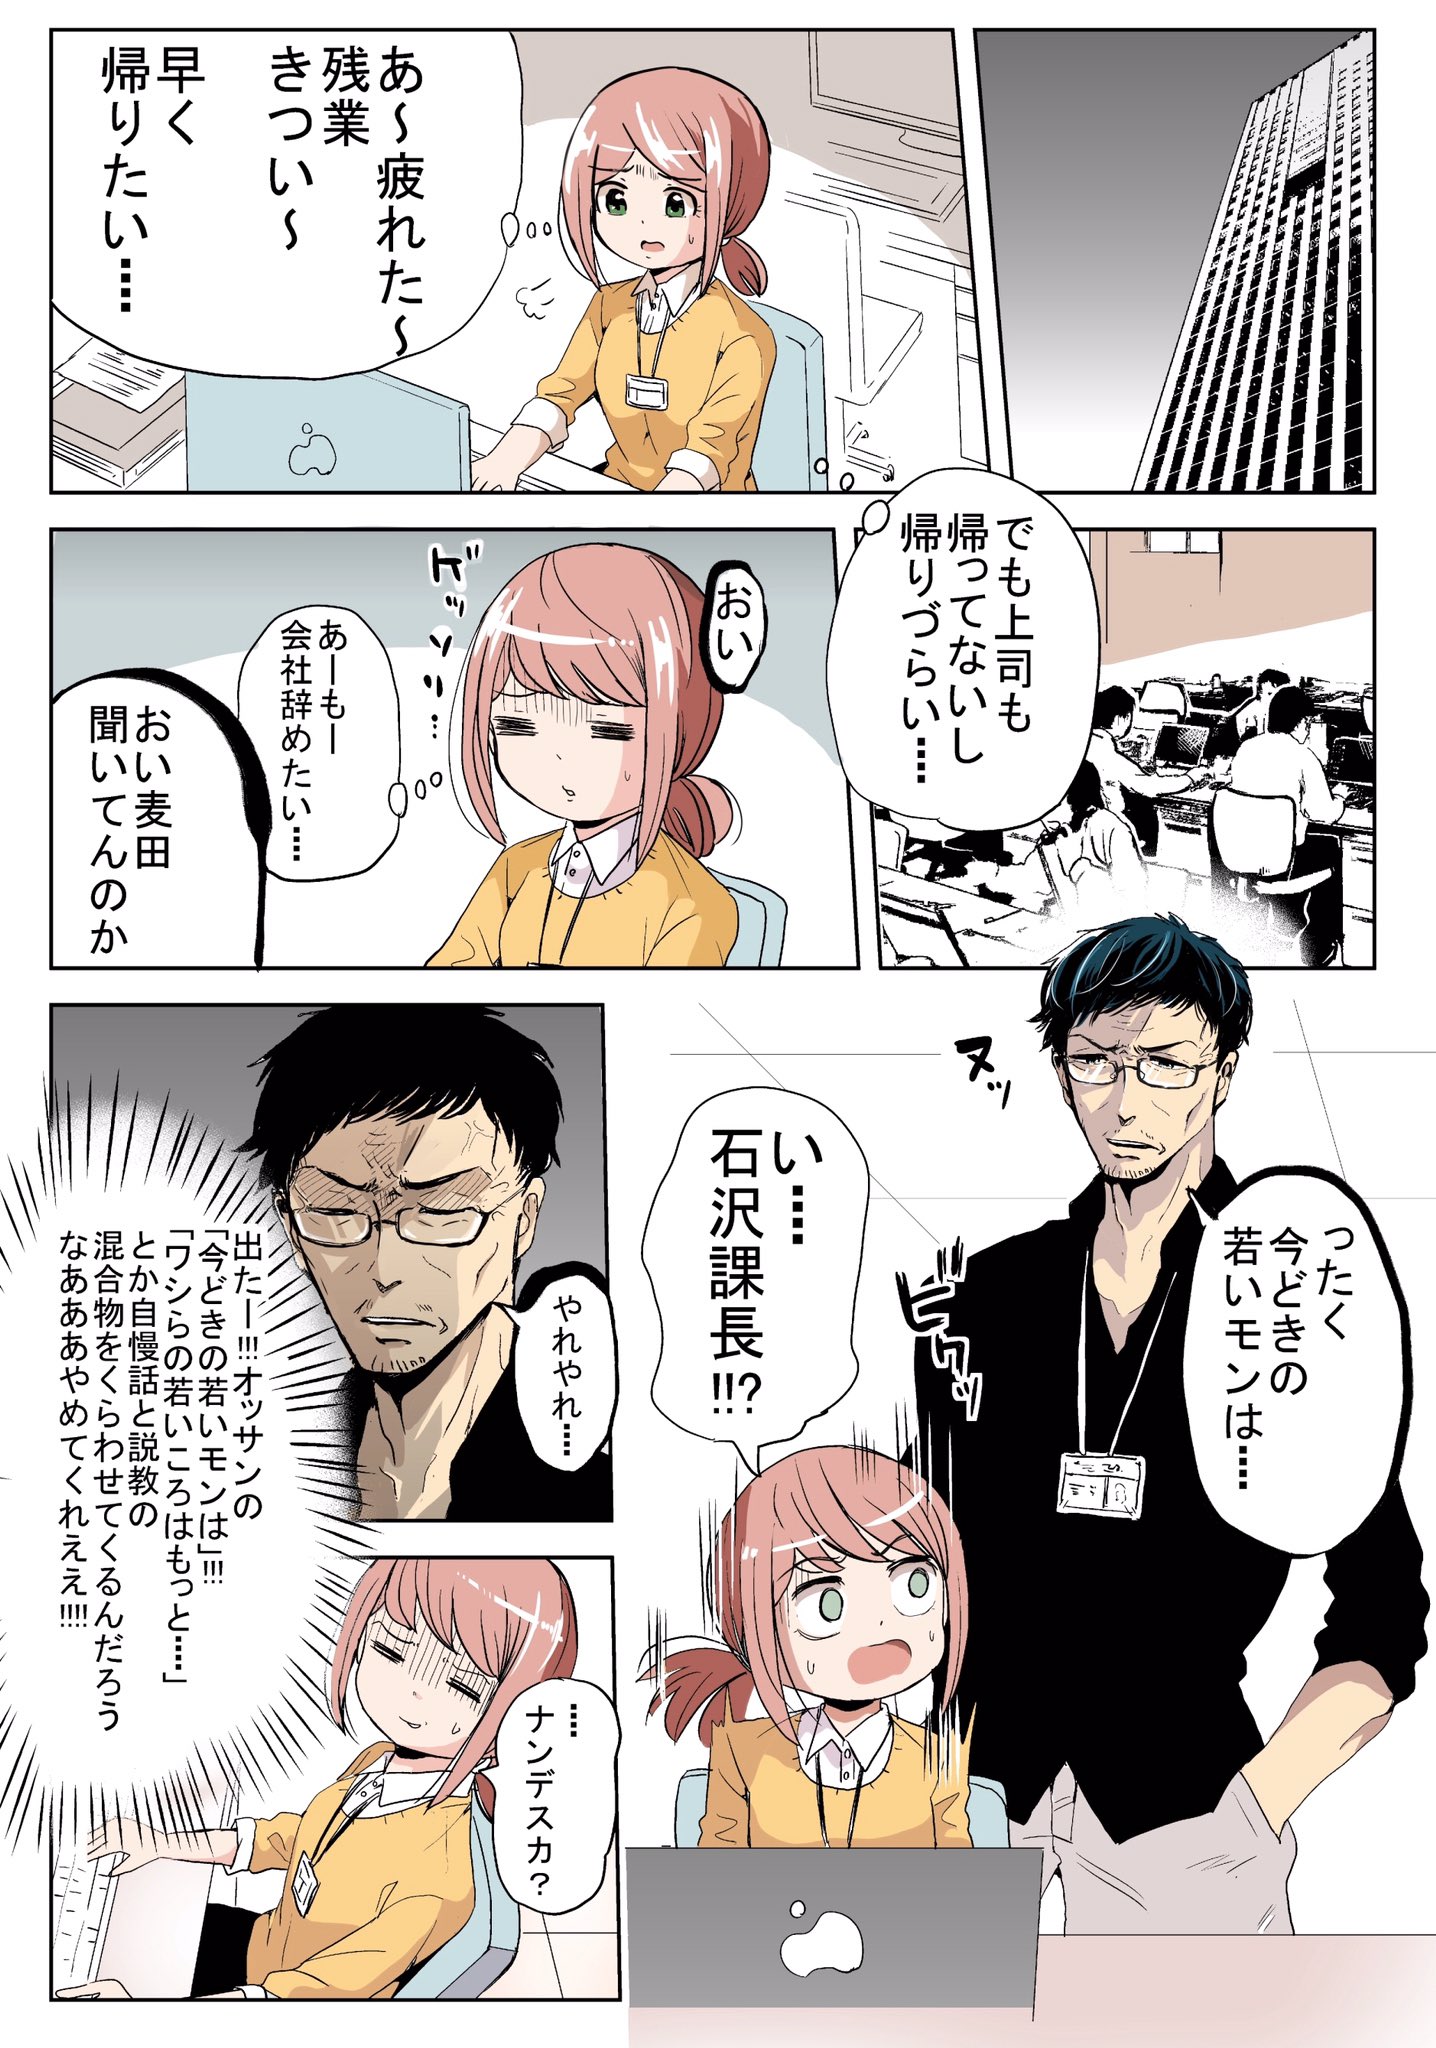 あ〜疲れた〜
残業
きつい〜
早く
帰りたい……
でも上司も
帰ってないし
帰りづらい……
おい
ゲッソリ…
あーもー
会社辞めたい……
おい麦田
聞いてんのか
ヌッ
ったく
今どきの
若いモンは……
ビクッ
い……
石沢課長!!?
やれやれ……
出たー!!!オッサンの
「今どきの若いモンは」!!!
「ワシらの若いころはもっと……」
とか自慢話と説教の
混合物をくらわせてくるんだろう
なあああやめてくれええ!!!!
……
ナンデスカ?